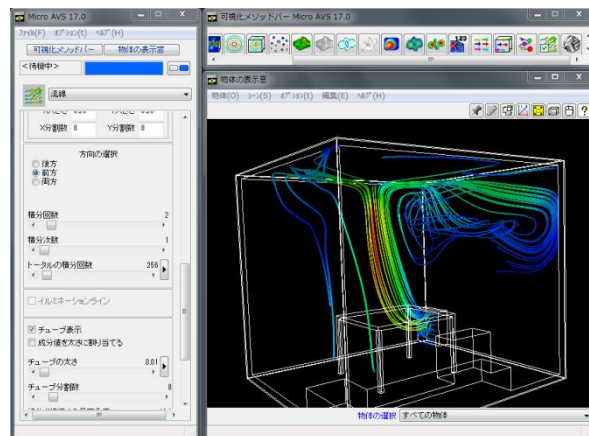 Micro AVS 17.0
ファイル(F) オプション(t) ヘルプ(H)
可視化メソッドバー 物体の表示窓
<待機中>
流線
X分割数 8 Y分割数 8
方向の選択
後方
前方
両方
積分回数 2
積分次数 1
トータルの積分回数 256
イルミネーションライン
チューブ表示
成分値を太さに割り当てる
チューブの太さ 0.01
チューブ分割数 8
可視化メソッドバー Micro AVS 17.0
123
物体の表示窓
物体(O) シーン(S) オプション(t) 編集(E) ヘルプ(H)
?
物体の選択 すべての物体